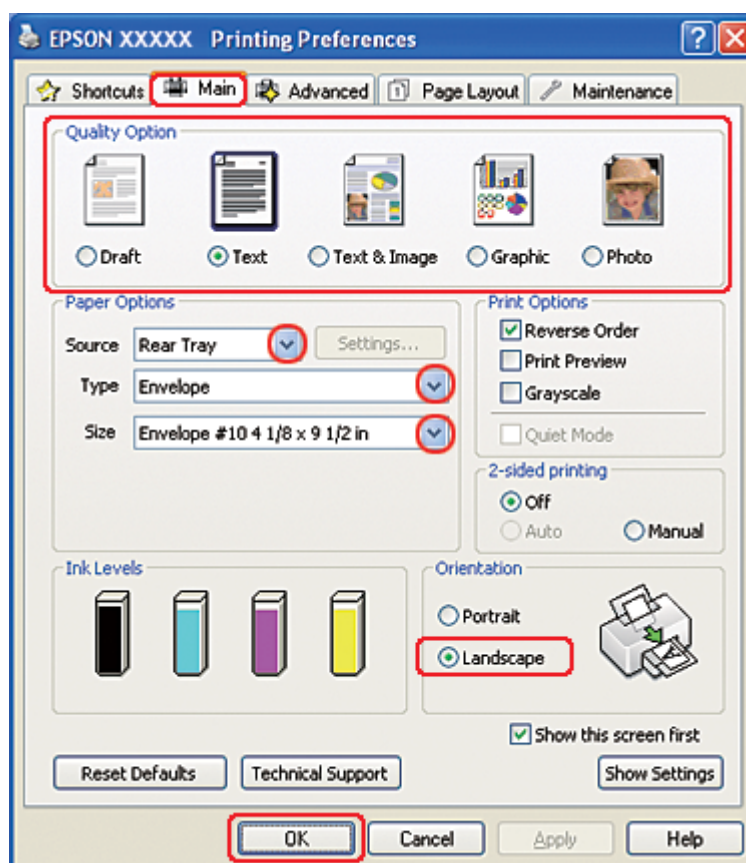 EPSON XXXXX Printing Preferences
Shortcuts Main Advanced 1 Page Layout Maintenance
Quality Option
Draft Text Text & Image Graphic Photo
Paper Options
Source Rear Tray Settings...
Type Envelope
Size Envelope #10 4 1/8 x 9 1/2 in
Print Options
Reverse Order
Print Preview
Grayscale
Quiet Mode
2-sided printing
Off
Auto Manual
Ink Levels
Orientation
Portrait
Landscape
Show this screen first
Reset Defaults Technical Support Show Settings
OK Cancel Apply Help